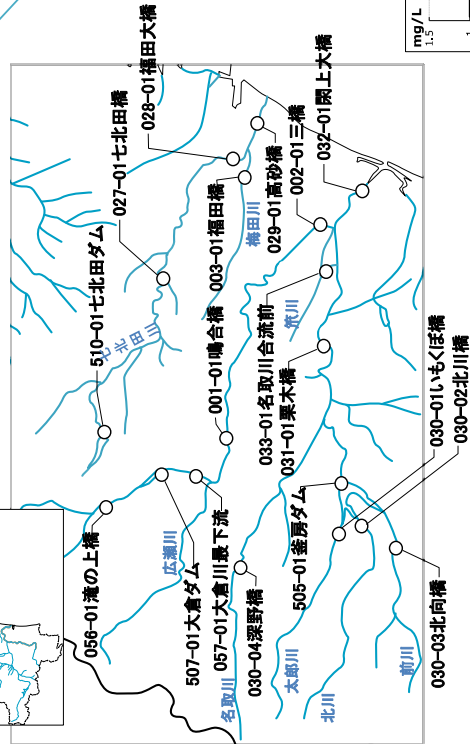 510-01七北田ダム
027-01七北田橋
028-01福田大橋
七北田川
003-01福田橋
梅田川
029-01高砂橋
002-01三橋
032-01閖上大橋
056-01滝の上橋
001-01鳴合橋
広瀬川
507-01大倉ダム
057-01大倉川最下流
033-01名取川合流前
笊川
031-01栗木橋
名取川
030-04深野橋
505-01釜房ダム
太郎川
北川
030-01いもくぼ橋
030-02北川橋
前川
030-03北向橋
mg/L
1.5
1